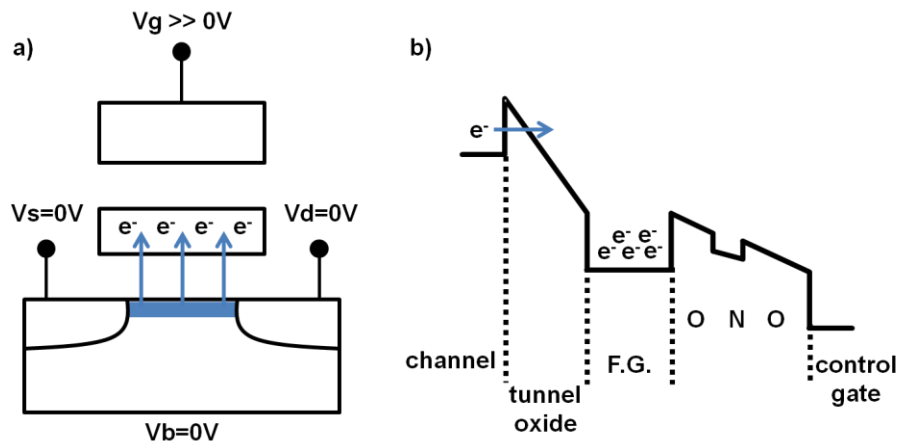 a)
Vg >> 0V
Vs=0V
Vd=0V
e- e- e- e-
Vb=0V
b)
e-
e- e-
e- e- e-
O N O
channel
tunnel
oxide
F.G.
control
gate